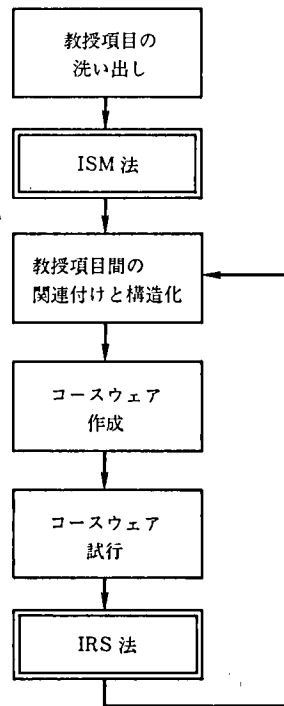 教授項目の
洗い出し
ISM 法
教授項目間の
関連付けと構造化
コースウェア
作成
コースウェア
試行
IRS 法